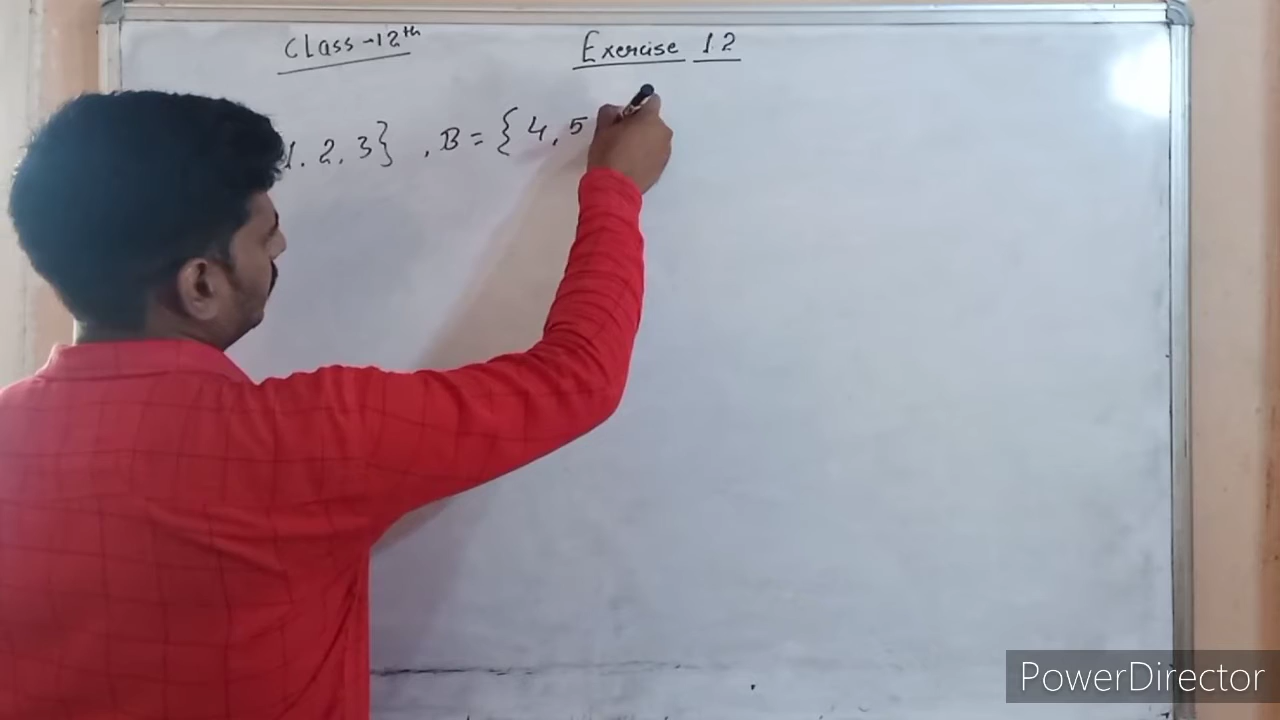 Class-12th
Exercise 1.2
1, 2, 3} , B = { 4, 5
PowerDirector